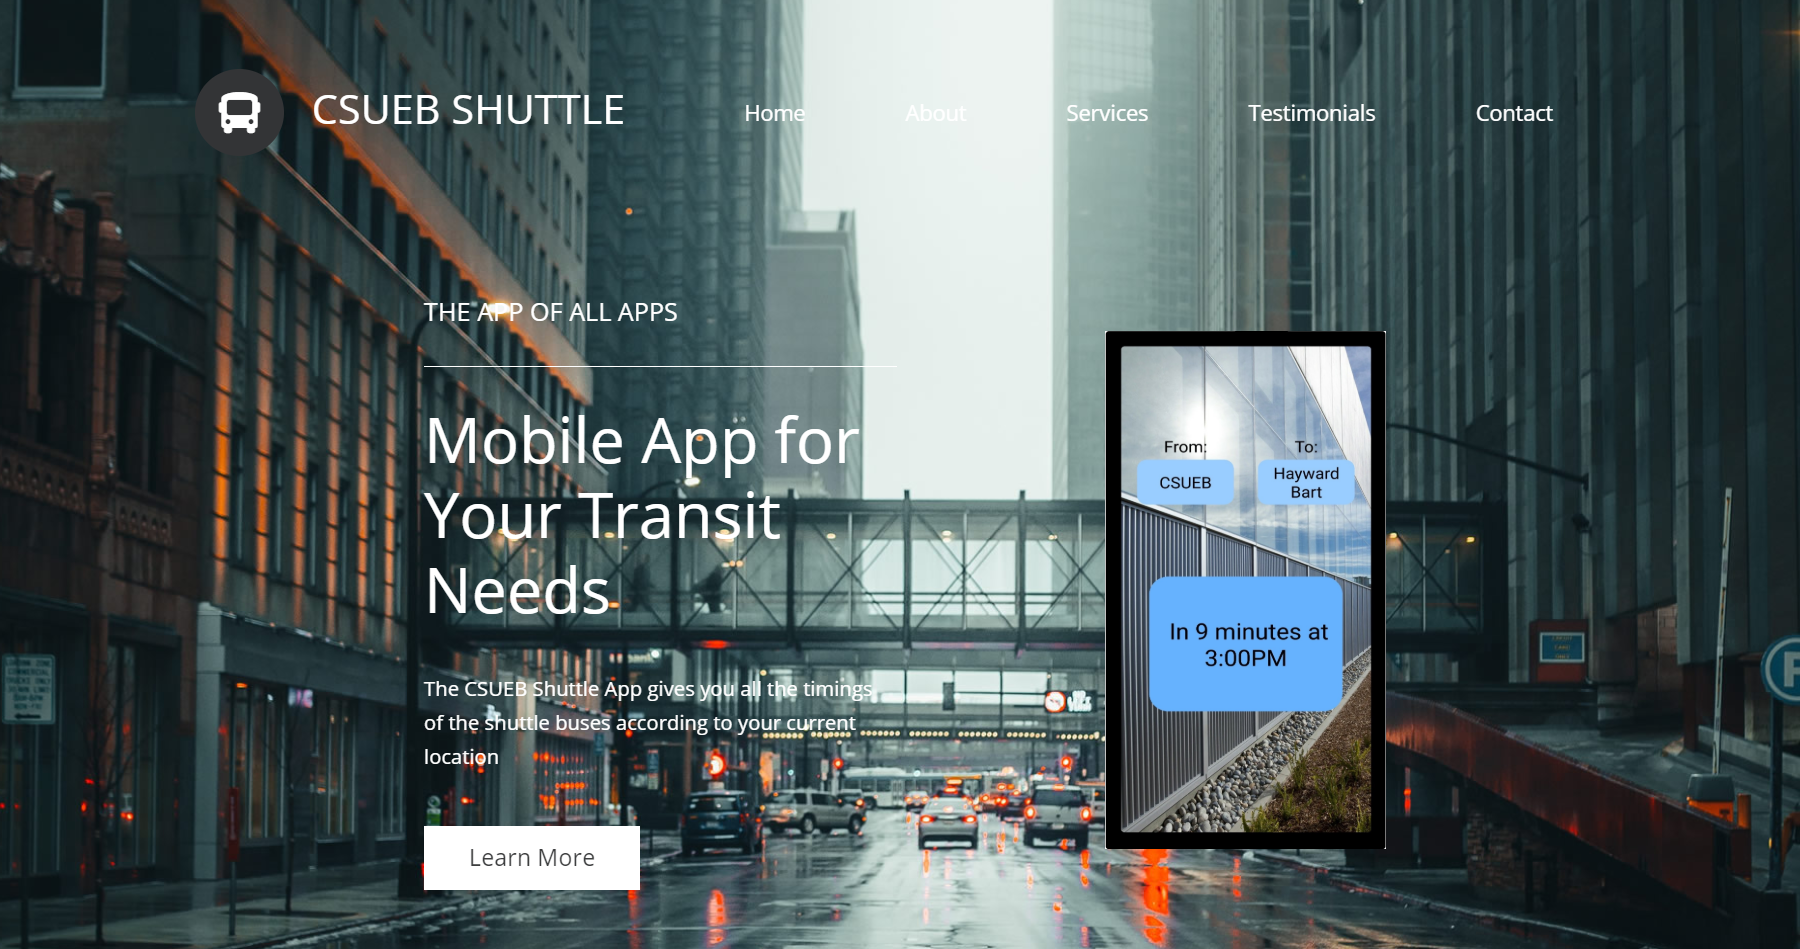 CSUEB SHUTTLE
Home
About
Services
Testimonials
Contact
THE APP OF ALL APPS
Mobile App for
Your Transit
Needs
The CSUEB Shuttle App gives you all the timings
of the shuttle buses according to your current
location
Learn More
From:
To:
CSUEB
Hayward
Bart
In 9 minutes at
3:00PM
P